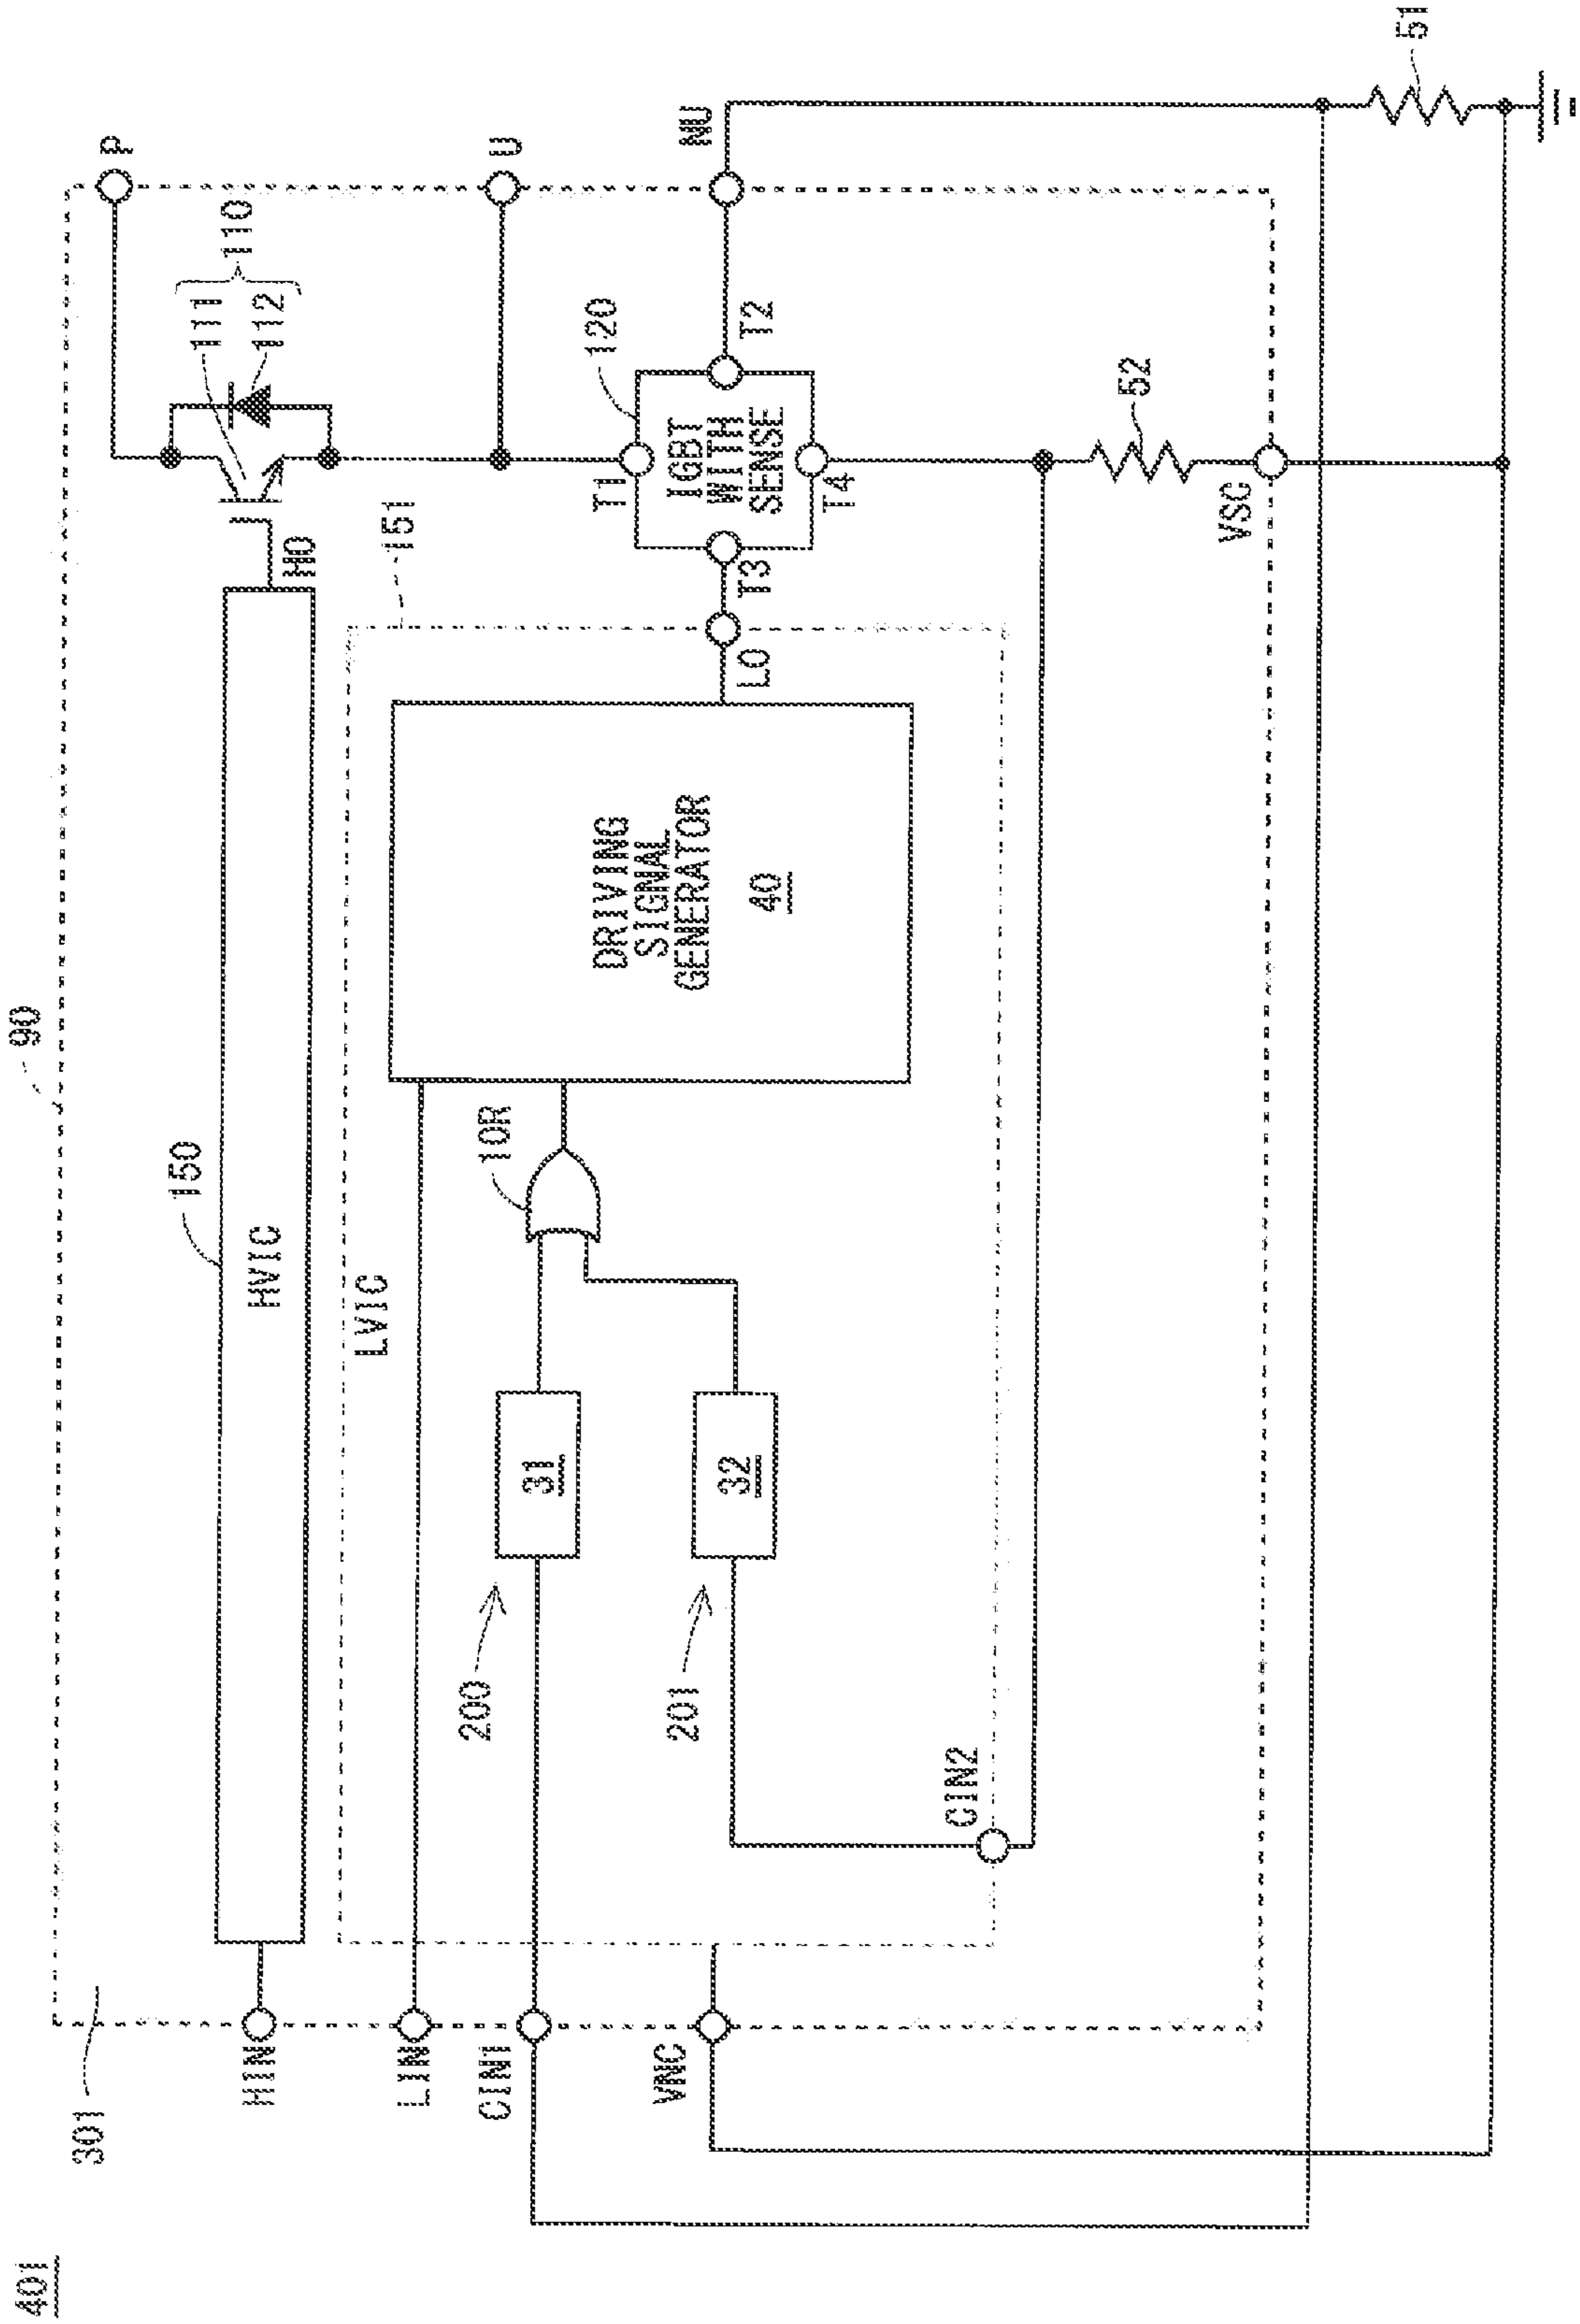 401
301
90
150
HVIC
HIN
HO
111
112
110
P
U
LVIC
151
LIN
CIN1
VNC
200
201
31
32
10R
DRIVING
SIGNAL
GENERATOR
40
LO
T3
T1
120
IGBT
WITH
SENSE
T2
T4
NU
CIN2
52
VSC
51